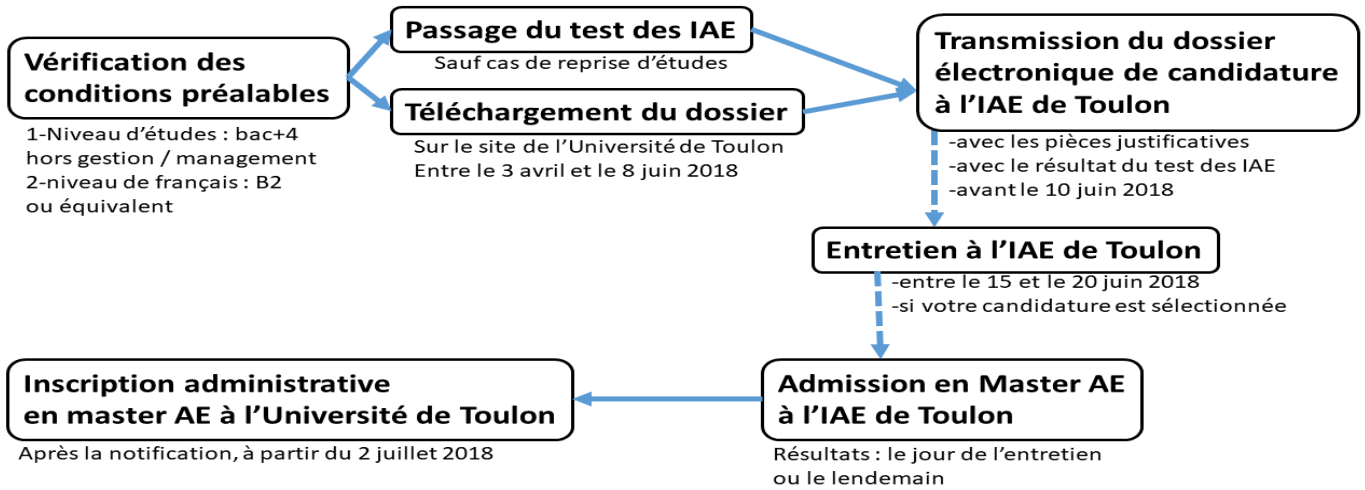 Vérification des
conditions préalables
1-Niveau d'études : bac+4
hors gestion / management
2-niveau de français : B2
ou équivalent
Passage du test des IAE
Sauf cas de reprise d'études
Téléchargement du dossier
Sur le site de l'Université de Toulon
Entre le 3 avril et le 8 juin 2018
Transmission du dossier
électronique de candidature
à l'IAE de Toulon
-avec les pièces justificatives
-avec le résultat du test des IAE
-avant le 10 juin 2018
Entretien à l'IAE de Toulon
-entre le 15 et le 20 juin 2018
-si votre candidature est sélectionnée
Admission en Master AE
à l'IAE de Toulon
Résultats : le jour de l'entretien
ou le lendemain
Inscription administrative
en master AE à l'Université de Toulon
Après la notification, à partir du 2 juillet 2018